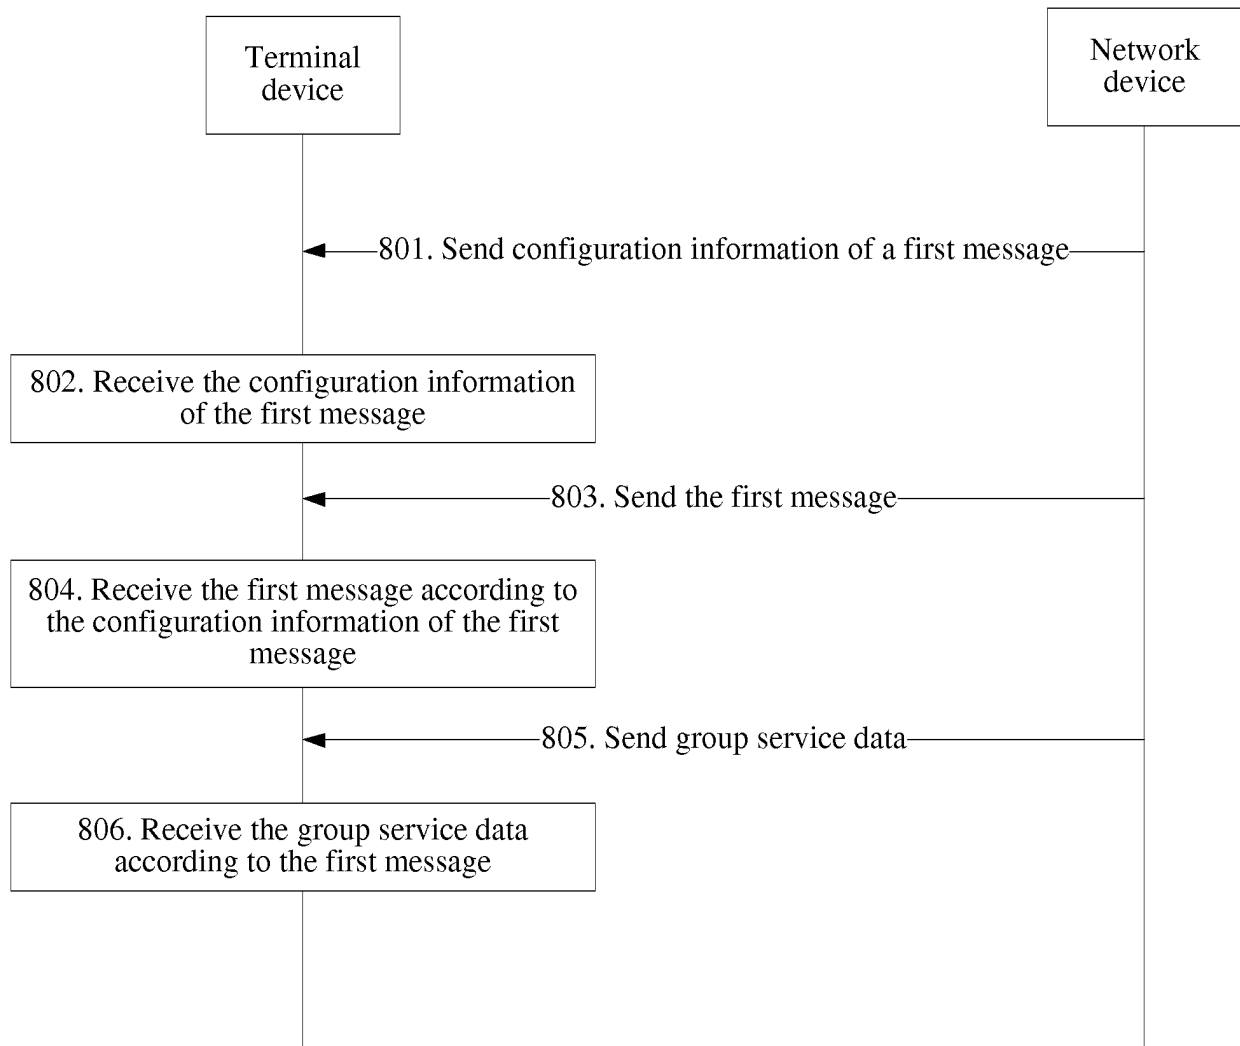 Terminal
device
Network
device
801. Send configuration information of a first message
802. Receive the configuration information
of the first message
803. Send the first message
804. Receive the first message according to
the configuration information of the first
message
805. Send group service data
806. Receive the group service data
according to the first message